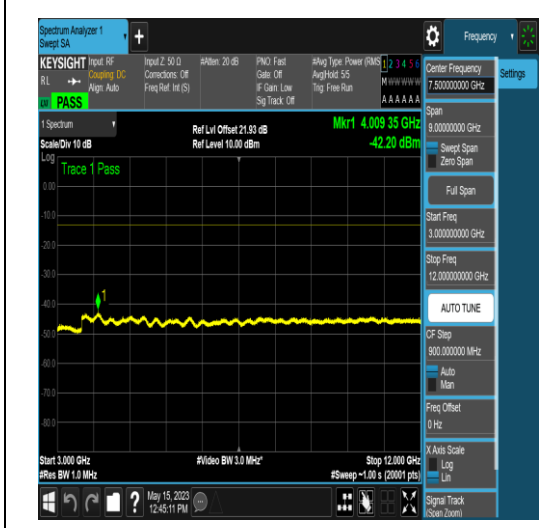 Spectrum Analyzer 1
Swept SA
Frequency
KEYSIGHT
RL
PASS
Input: RF
Coupling: DC
Align: Auto
Input Z: 50 Ω
Corrections: Off
Freq Ref: Int (S)
#Atten: 20 dB
PNO: Fast
Gate: Off
IF Gain: Low
Sig Track: Off
#Avg Type: Power (RMS
Avg|Hold: 5/5
Trig: Free Run
1 2 3 4 5 6
M W W W W W
A A A A A A
Center Frequency
7.500000000 GHz
Settings
Span
9.00000000 GHz
Swept Span
Zero Span
Full Span
Start Freq
3.000000000 GHz
Stop Freq
12.000000000 GHz
AUTO TUNE
CF Step
900.000000 MHz
Auto
Man
Freq Offset
0 Hz
X Axis Scale
Log
Lin
Signal Track
(Span Zoom)
1 Spectrum
Scale/Div 10 dB
Ref Lvl Offset 21.93 dB
Ref Level 10.00 dBm
Mkr1 4.009 35 GHz
-42.20 dBm
Log
Trace 1 Pass
0.00
-10.0
-20.0
-30.0
-40.0
-50.0
-60.0
-70.0
-80.0
1
Start 3.000 GHz
#Res BW 1.0 MHz
#Video BW 3.0 MHz*
Stop 12.000 GHz
#Sweep ~1.00 s (20001 pts)
?
May 15, 2023
12:45:11 PM